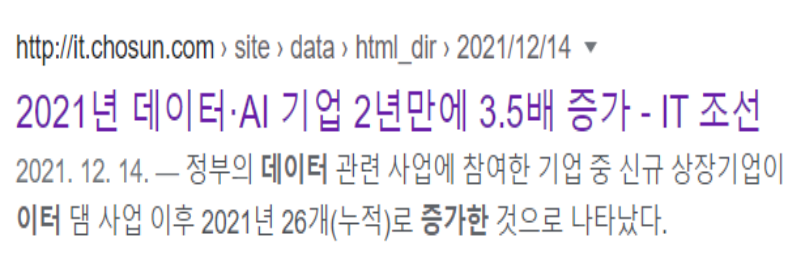 http://it.chosun.com › site › data › html_dir › 2021/12/14 ▼
2021년 데이터·AI 기업 2년만에 3.5배 증가 - IT 조선
2021. 12. 14. — 정부의 데이터 관련 사업에 참여한 기업 중 신규 상장기업이
이터 댐 사업 이후 2021년 26개(누적)로 증가한 것으로 나타났다.